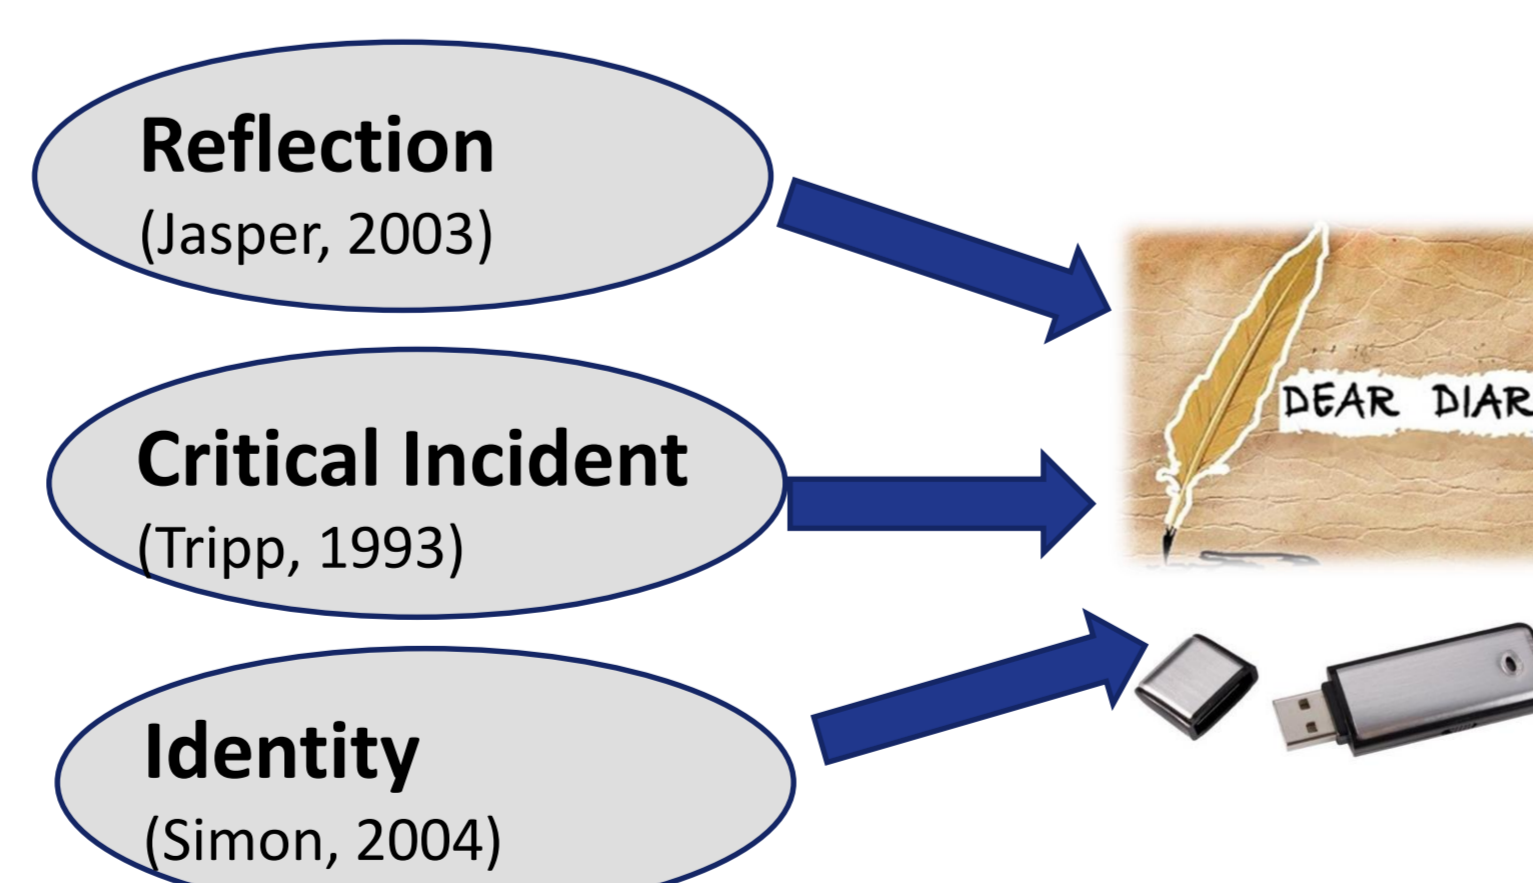 Reflection
(Jasper, 2003)
Critical Incident
(Tripp, 1993)
DEAR DIAR
Identity
(Simon, 2004)